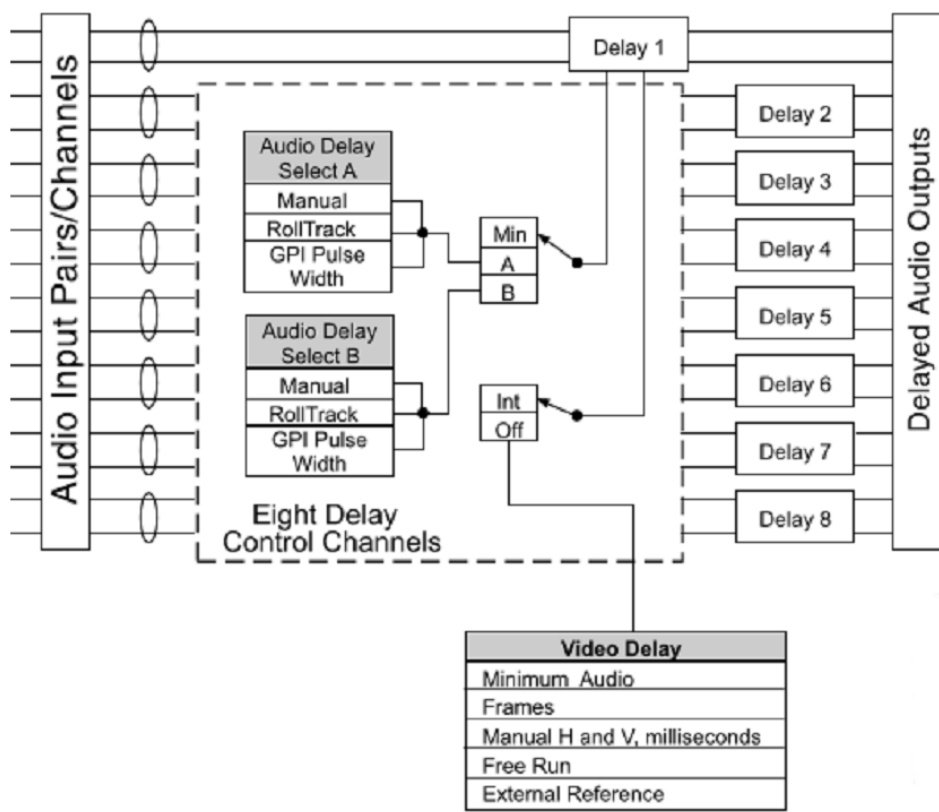 Audio Input Pairs/Channels
Delay 1
Delay 2
Delay 3
Delay 4
Delay 5
Delay 6
Delay 7
Delay 8
Delayed Audio Outputs
Audio Delay
Select A
Manual
RollTrack
GPI Pulse
Width
Min
A
B
Audio Delay
Select B
Manual
RollTrack
GPI Pulse
Width
Int
Off
Eight Delay
Control Channels
Video Delay
Minimum Audio
Frames
Manual H and V, milliseconds
Free Run
External Reference